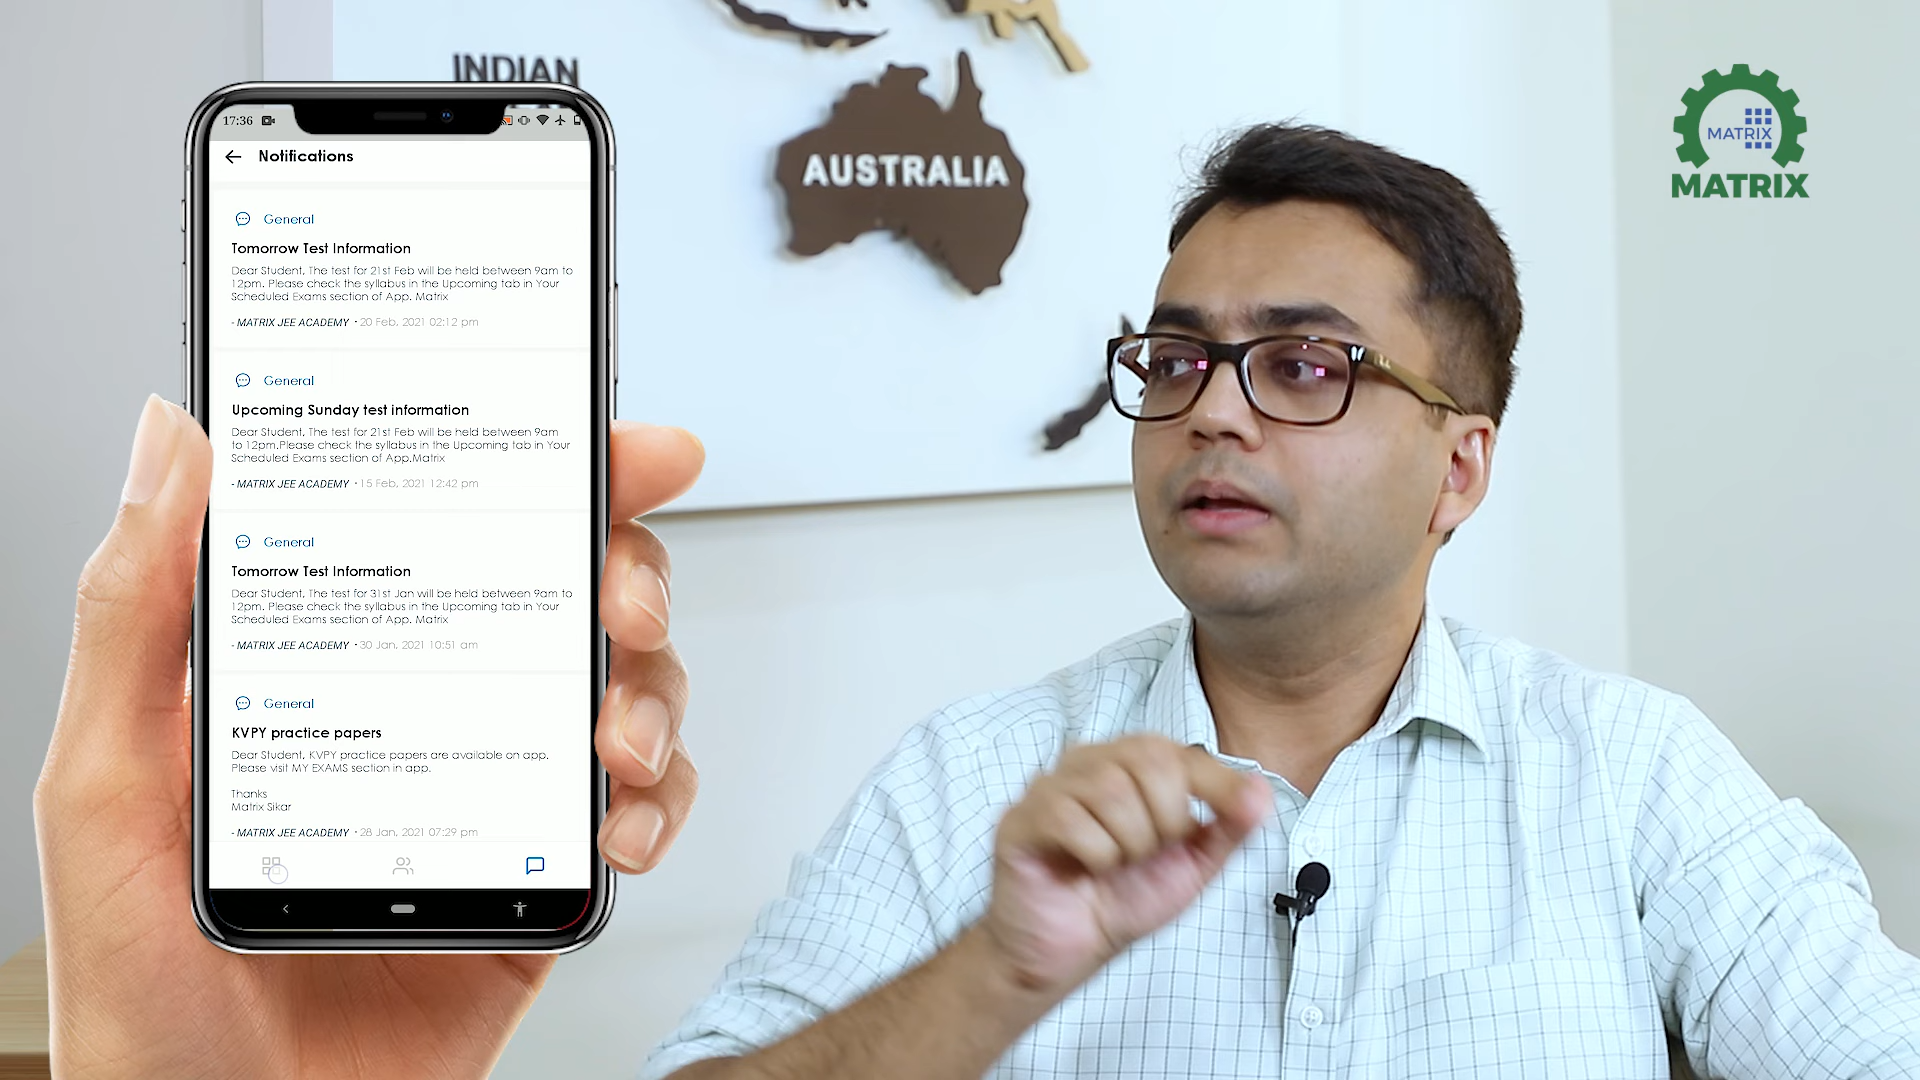 INDIAN
AUSTRALIA
MATRIX
MATRIX
17:36
Notifications
General
Tomorrow Test Information
Dear Student, The test for 21st Feb will be held between 9am to
12pm. Please check the syllabus in the Upcoming tab in Your
Scheduled Exams section of App. Matrix
- MATRIX JEE ACADEMY · 20 Feb, 2021 02:12 pm
General
Upcoming Sunday test information
Dear Student, The test for 21st Feb will be held between 9am
to 12pm.Please check the syllabus in the Upcoming tab in Your
Scheduled Exams section of App.Matrix
- MATRIX JEE ACADEMY · 15 Feb, 2021 12:42 pm
General
Tomorrow Test Information
Dear Student, The test for 31st Jan will be held between 9am to
12pm. Please check the syllabus in the Upcoming tab in Your
Scheduled Exams section of App. Matrix
- MATRIX JEE ACADEMY · 30 Jan, 2021 10:51 am
General
KVPY practice papers
Dear Student, KVPY practice papers are available on app.
Please visit MY EXAMS section in app.
Thanks
Matrix Sikar
- MATRIX JEE ACADEMY · 28 Jan, 2021 07:29 pm